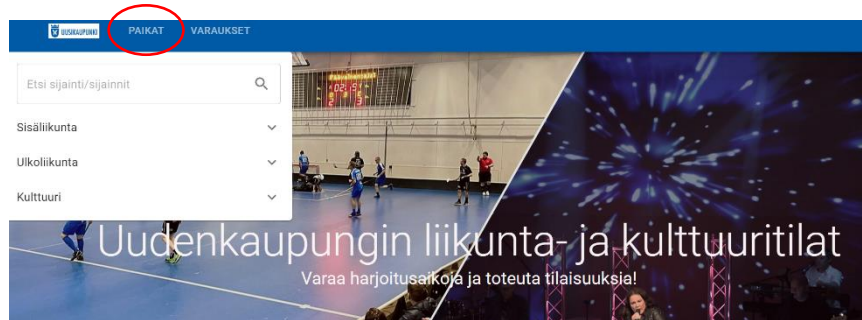 UUSIKAUPUNKI PAIKAT VARAUKSET
Etsi sijainti/sijainnit
Sisäliikunta
Ulkoliikunta
Kulttuuri
Uudenkaupungin liikunta- ja kulttuuritilat
Varaa harjoitusaikoja ja toteuta tilaisuuksia!